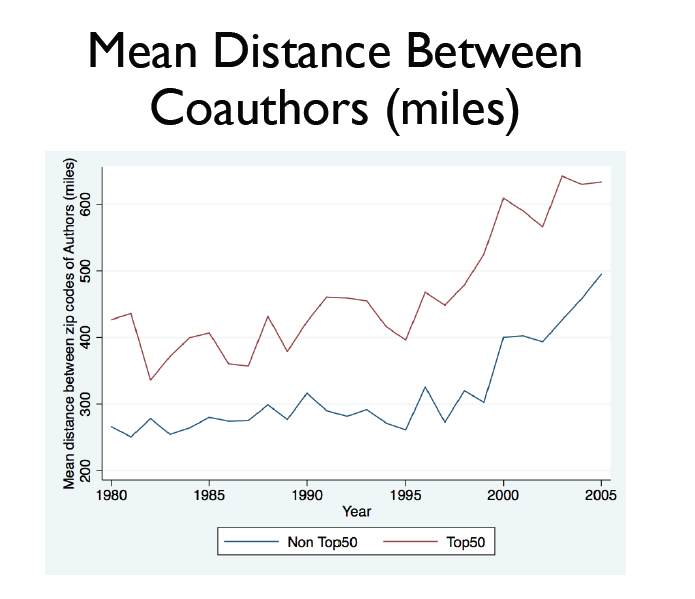 Mean Distance Between
Coauthors (miles)
Mean distance between zip codes of Authors (miles)
600
500
400
300
200
1980 1985 1990 1995 2000 2005
Year
Non Top50 Top50